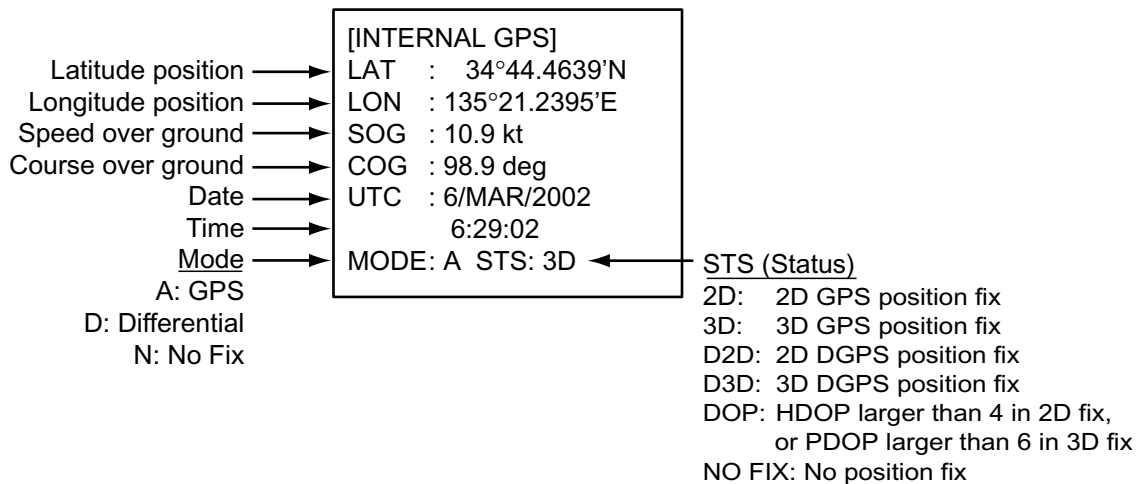 [INTERNAL GPS]
Latitude position
LAT : 34°44.4639’N
Longitude position
LON : 135°21.2395’E
Speed over ground
SOG : 10.9 kt
Course over ground
COG : 98.9 deg
Date
UTC : 6/MAR/2002
Time
6:29:02
Mode
MODE: A STS: 3D
A: GPS
D: Differential
N: No Fix
STS (Status)
2D: 2D GPS position fix
3D: 3D GPS position fix
D2D: 2D DGPS position fix
D3D: 3D DGPS position fix
DOP: HDOP larger than 4 in 2D fix,
or PDOP larger than 6 in 3D fix
NO FIX: No position fix